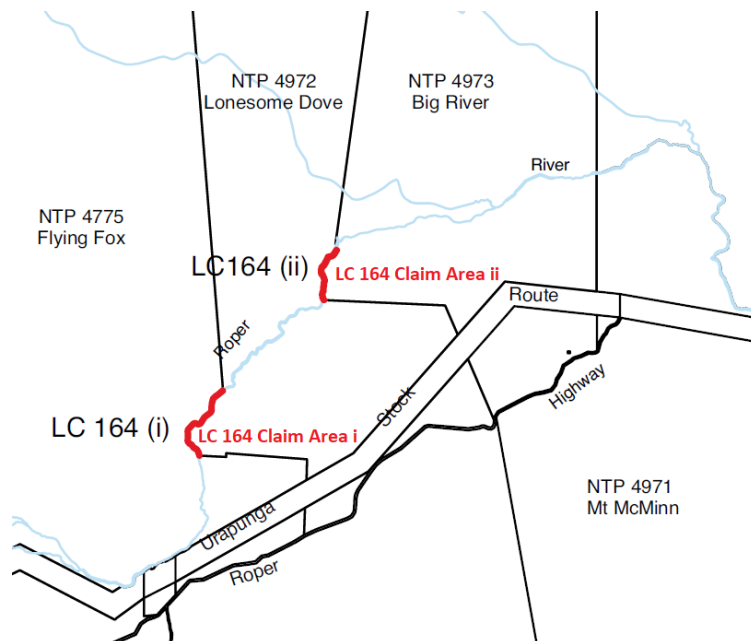 NTP 4972
Lonesome Dove
NTP 4973
Big River
River
NTP 4775
Flying Fox
LC164 (ii)
LC 164 Claim Area ii
Route
Roper
Stock
Highway
LC 164 (i)
LC 164 Claim Area i
NTP 4971
Mt McMinn
Urapunga
Roper